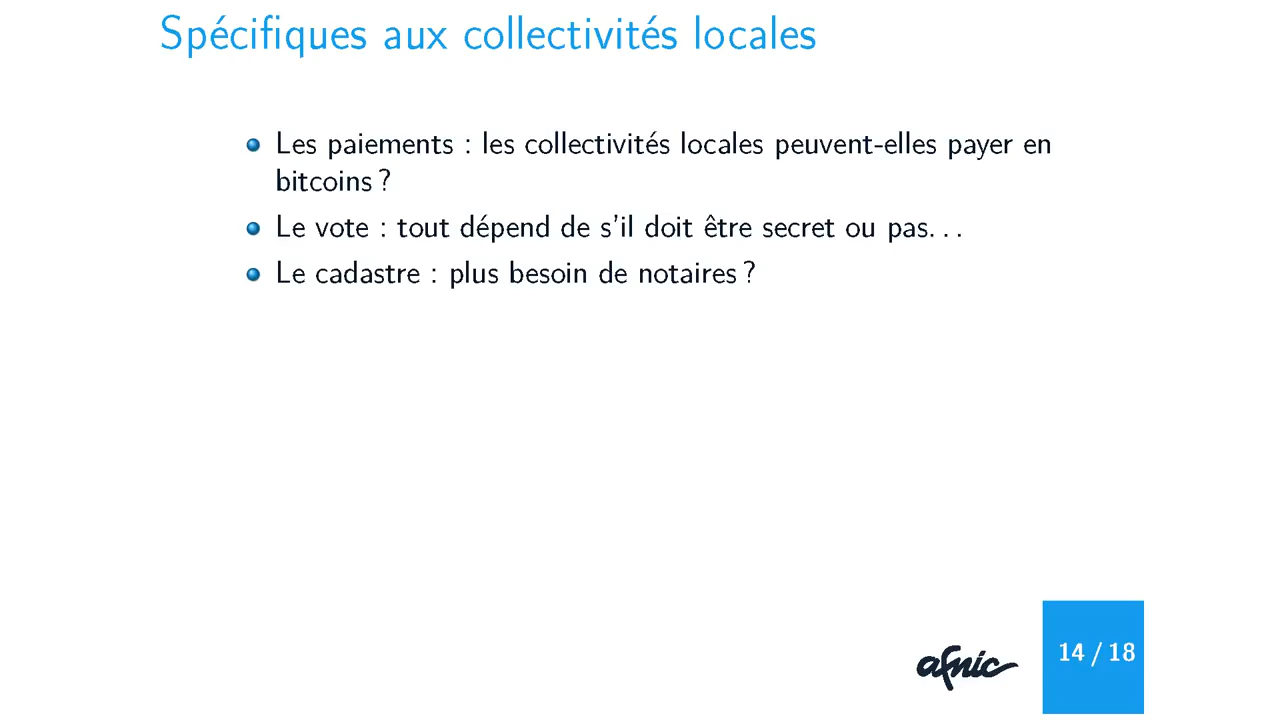 Spécifiques aux collectivités locales
Les paiements : les collectivités locales peuvent-elles payer en
bitcoins ?
Le vote : tout dépend de s'il doit être secret ou pas...
Le cadastre : plus besoin de notaires ?
afnic
14 / 18